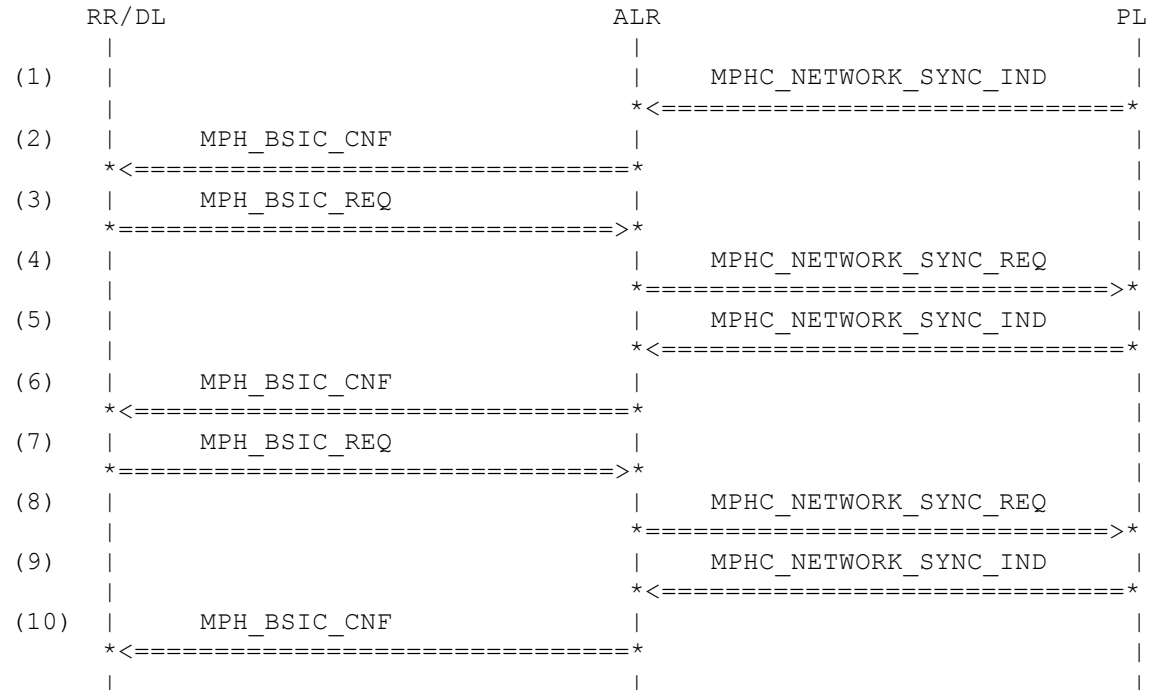 RR/DL ALR PL
(1) MPHC_NETWORK_SYNC_IND
(2) MPH_BSIC_CNF
(3) MPH_BSIC_REQ
(4) MPHC_NETWORK_SYNC_REQ
(5) MPHC_NETWORK_SYNC_IND
(6) MPH_BSIC_CNF
(7) MPH_BSIC_REQ
(8) MPHC_NETWORK_SYNC_REQ
(9) MPHC_NETWORK_SYNC_IND
(10) MPH_BSIC_CNF